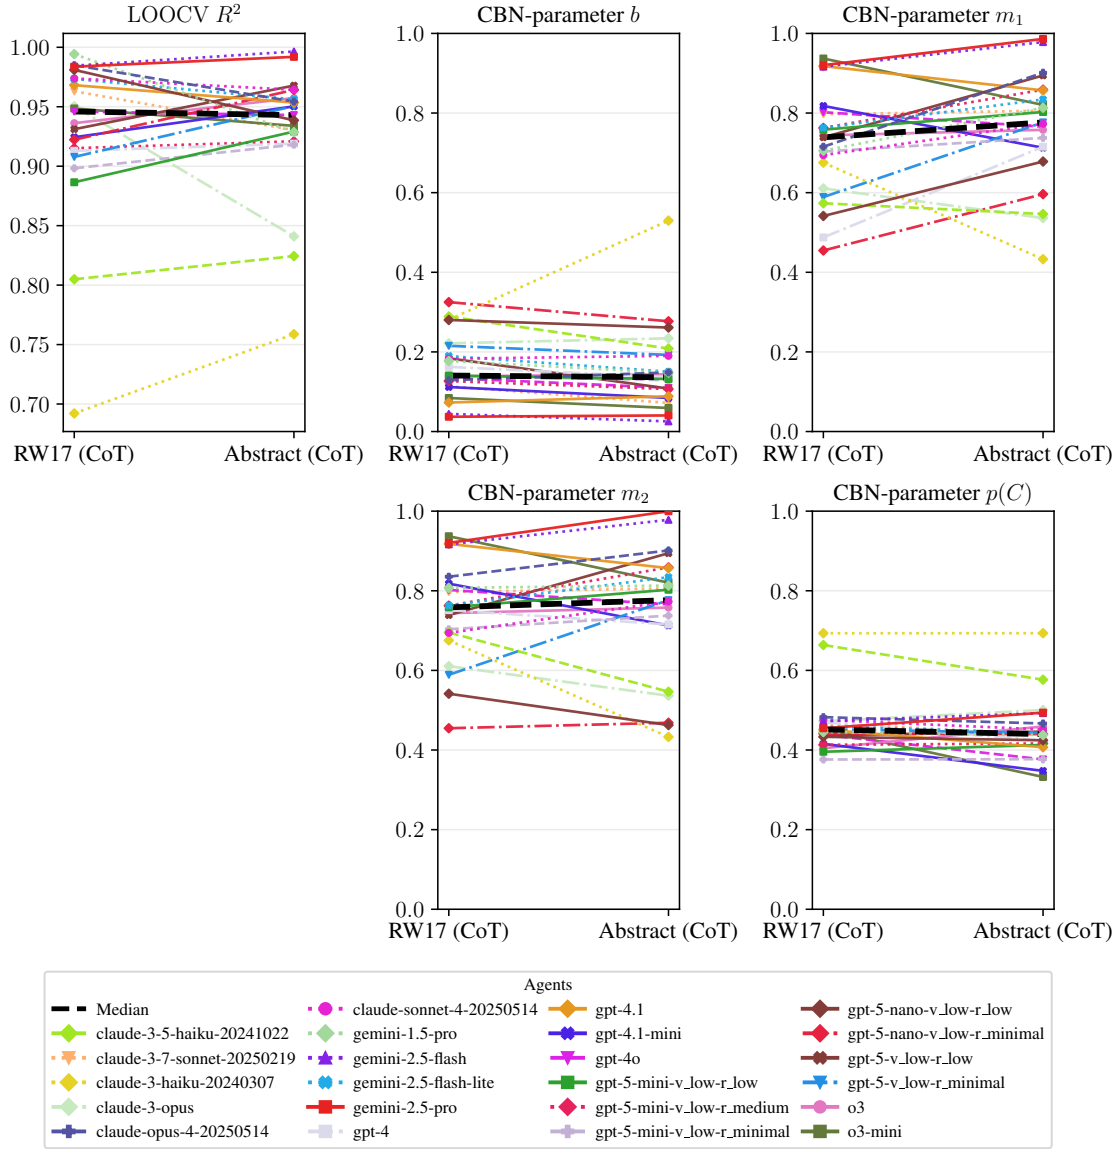 LOOCV R²
CBN-parameter b
CBN-parameter m₁
1.00
0.95
0.90
0.85
0.80
0.75
0.70
RW17 (CoT)
Abstract (CoT)
1.0
0.8
0.6
0.4
0.2
0.0
RW17 (CoT)
Abstract (CoT)
1.0
0.8
0.6
0.4
0.2
0.0
RW17 (CoT)
Abstract (CoT)
CBN-parameter m₂
CBN-parameter p(C)
1.0
0.8
0.6
0.4
0.2
0.0
RW17 (CoT)
Abstract (CoT)
1.0
0.8
0.6
0.4
0.2
0.0
RW17 (CoT)
Abstract (CoT)
Agents
Median
claude-3-5-haiku-20241022
claude-3-7-sonnet-20250219
claude-3-haiku-20240307
claude-3-opus
claude-opus-4-20250514
claude-sonnet-4-20250514
gemini-1.5-pro
gemini-2.5-flash
gemini-2.5-flash-lite
gemini-2.5-pro
gpt-4
gpt-4.1
gpt-4.1-mini
gpt-4o
gpt-5-mini-v_low-r_low
gpt-5-mini-v_low-r_medium
gpt-5-mini-v_low-r_minimal
gpt-5-nano-v_low-r_low
gpt-5-nano-v_low-r_minimal
gpt-5-v_low-r_low
gpt-5-v_low-r_minimal
o3
o3-mini